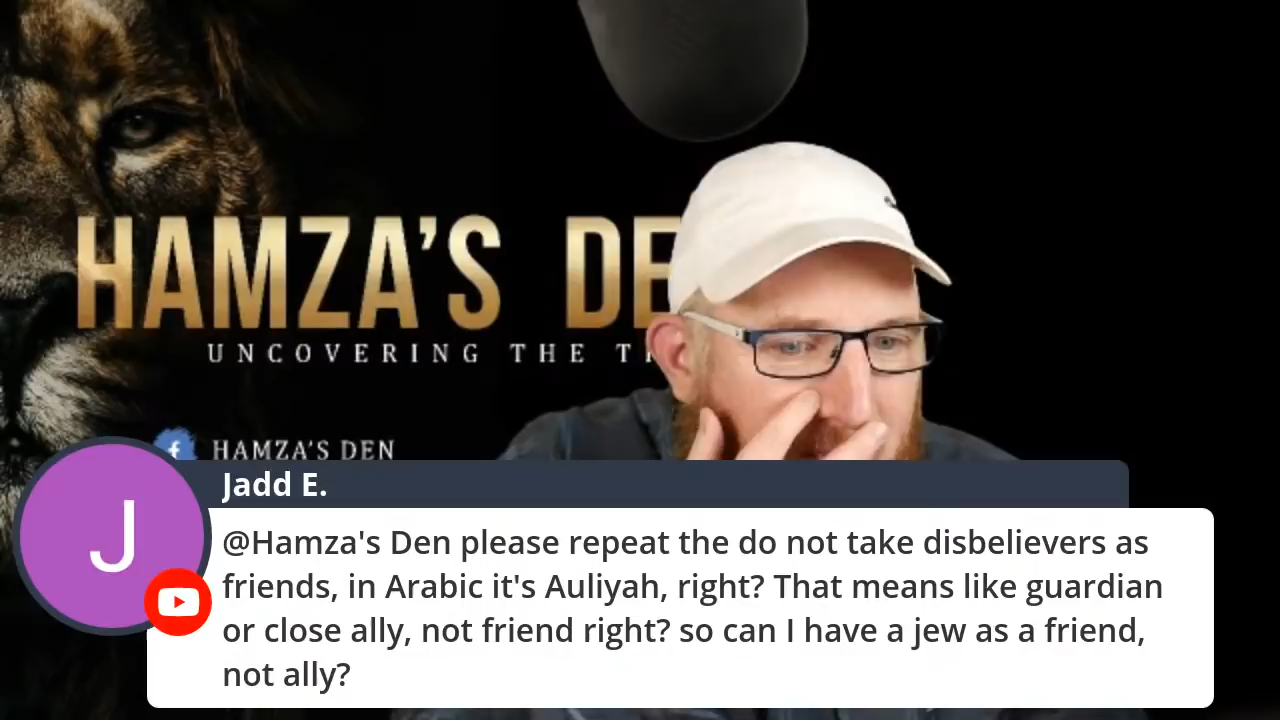 HAMZA'S DE
UNCOVERING THE T
f HAMZA'S DEN
Jadd E.
J
@Hamza's Den please repeat the do not take disbelievers as
friends, in Arabic it's Auliyah, right? That means like guardian
or close ally, not friend right? so can I have a jew as a friend,
not ally?